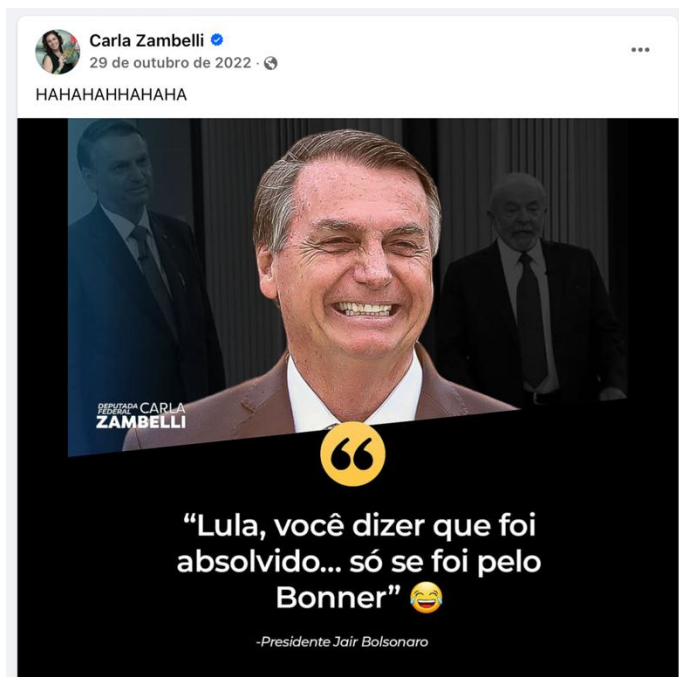 Carla Zambelli
29 de outubro de 2022 ·
HAHAHAHHAHAHA
DEPUTADA FEDERAL CARLA
ZAMBELLI
“Lula, você dizer que foi
absolvido... só se foi pelo
Bonner” 😂
-Presidente Jair Bolsonaro